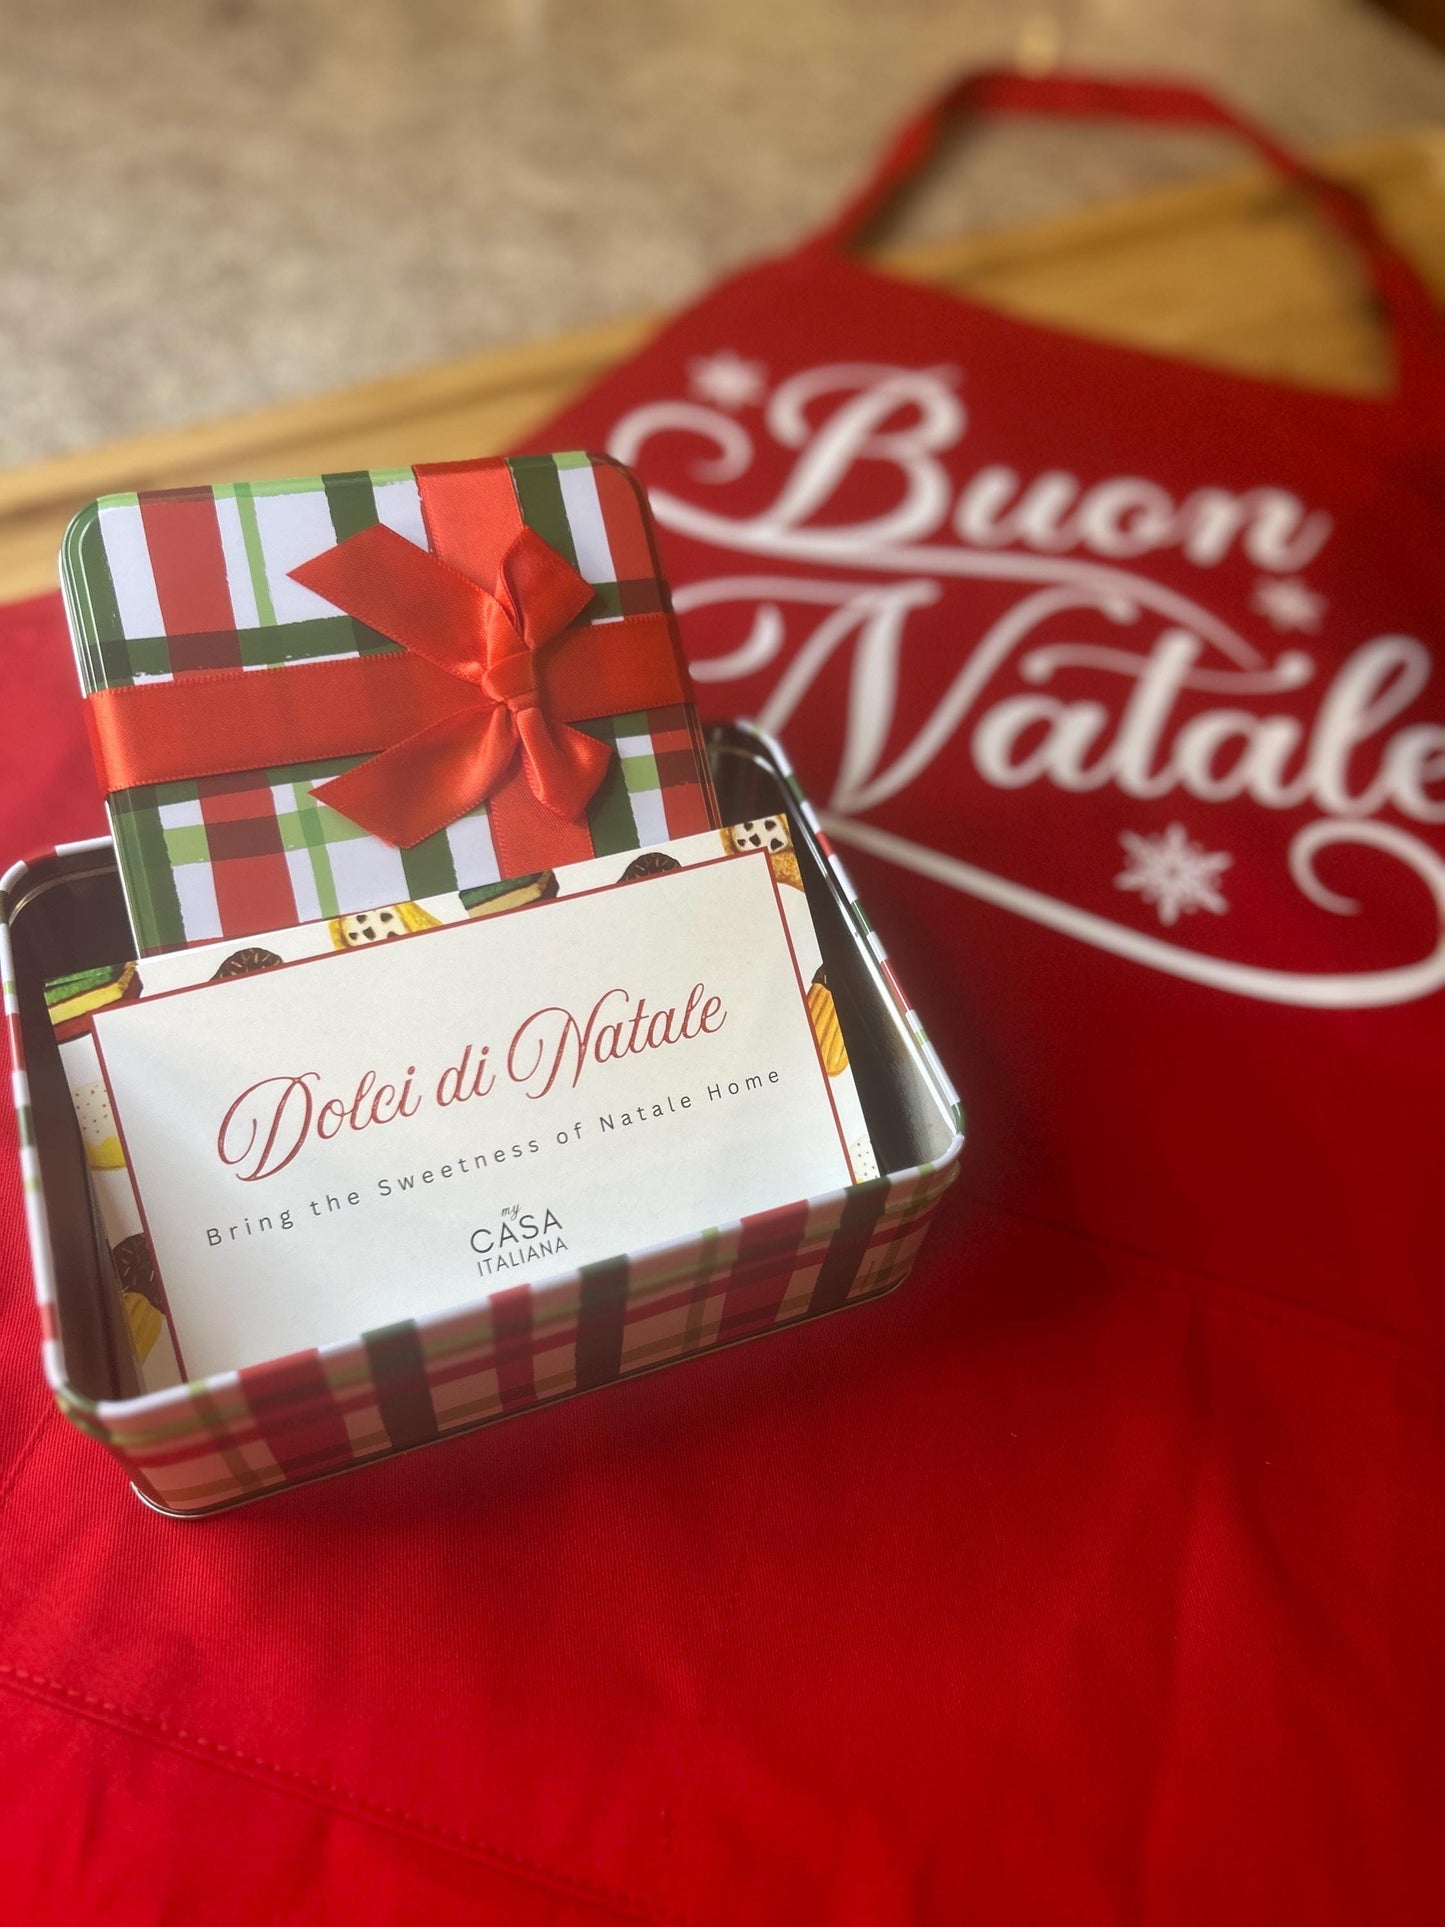 Buon
Natale
Dolci di Natale
Bring the Sweetness of Natale Home
my
CASA
ITALIANA